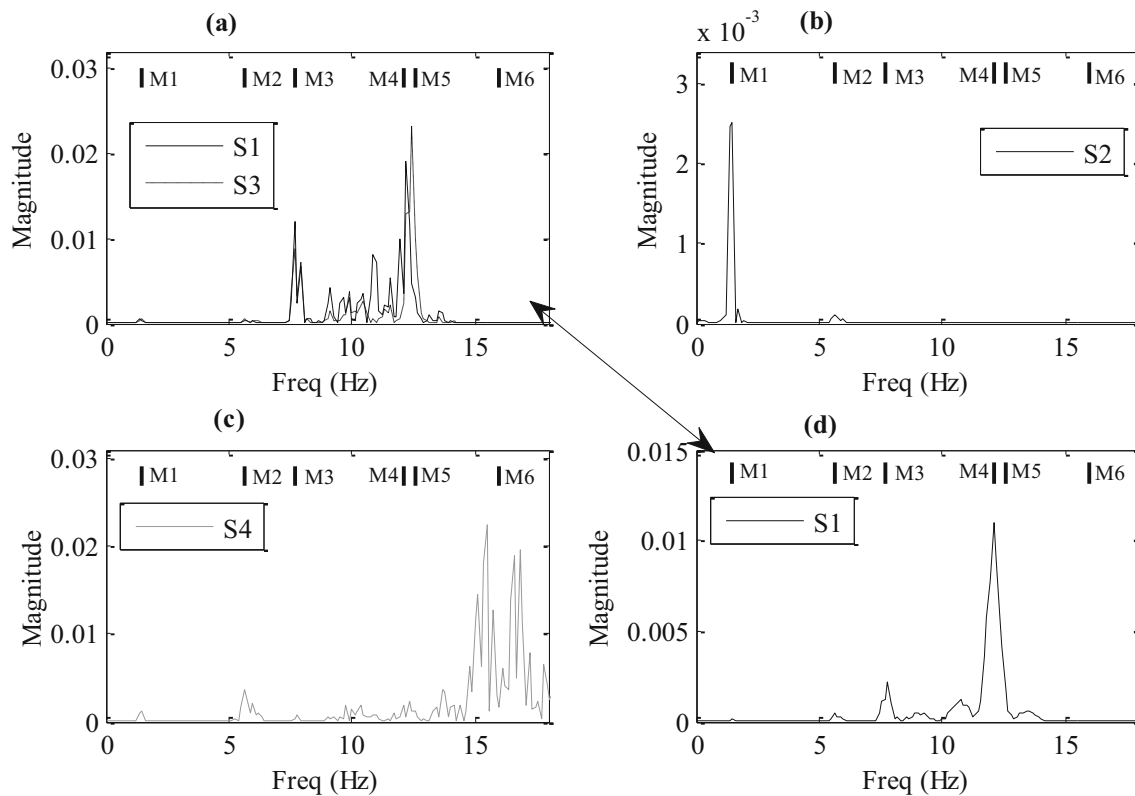 (a)
0.03
M1 M2 M3 M4 M5 M6
S1
S3
0.02
0.01
0
Magnitude
0 5 10 15
Freq (Hz)
(b)
x 10⁻³
3
M1 M2 M3 M4 M5 M6
S2
2
1
0
Magnitude
0 5 10 15
Freq (Hz)
(c)
0.03
M1 M2 M3 M4 M5 M6
S4
0.02
0.01
0
Magnitude
0 5 10 15
Freq (Hz)
(d)
0.015
M1 M2 M3 M4 M5 M6
S1
0.01
0.005
0
Magnitude
0 5 10 15
Freq (Hz)